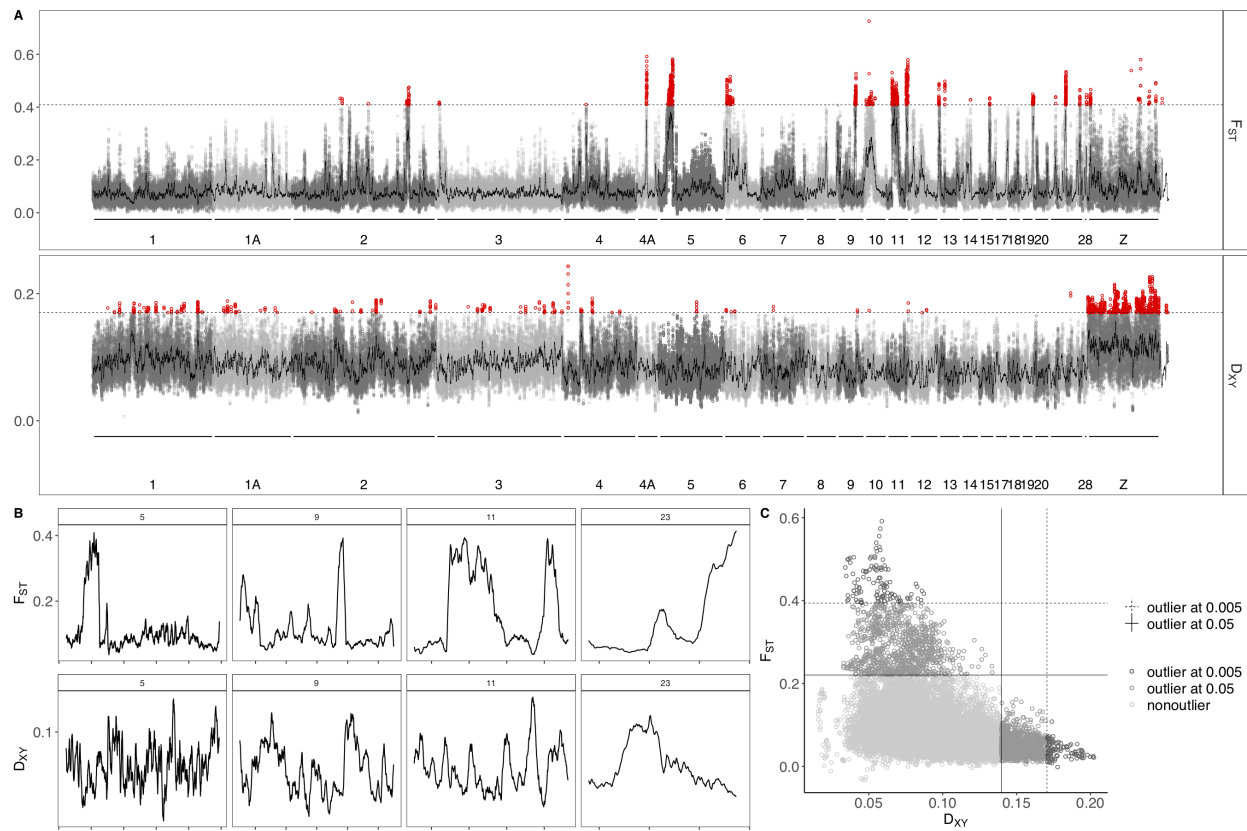 A
0.6
0.4
0.2
0.0
FST
1 1A 2 3 4 4A 5 6 7 8 9 10 11 12 13 14 15 17 18 19 20 28 Z
0.2
0.1
0.0
DXY
1 1A 2 3 4 4A 5 6 7 8 9 10 11 12 13 14 15 17 18 19 20 28 Z
B
5 9 11 23
0.4
0.2
FST
5 9 11 23
0.1
DXY
C
0.6
0.4
0.2
0.0
FST
0.05 0.10 0.15 0.20
DXY
outlier at 0.005
outlier at 0.05
outlier at 0.005
outlier at 0.05
nonoutlier